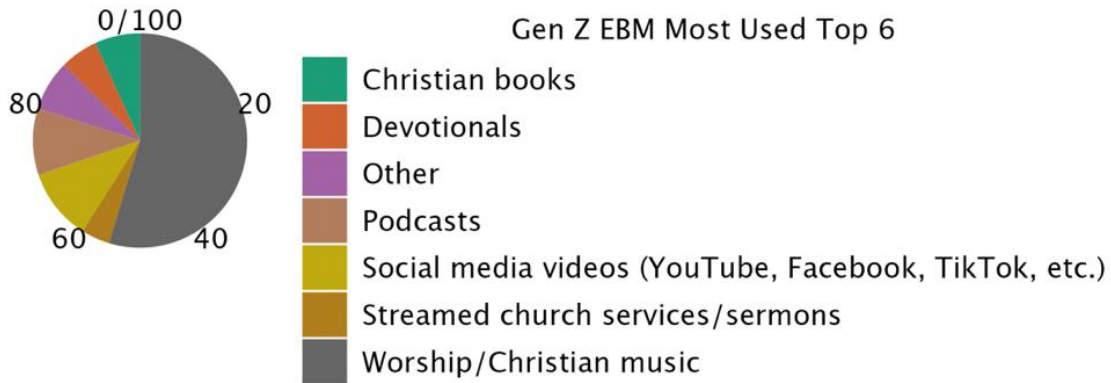 0/100
20
40
60
80
Gen Z EBM Most Used Top 6
Christian books
Devotionals
Other
Podcasts
Social media videos (YouTube, Facebook, TikTok, etc.)
Streamed church services/sermons
Worship/Christian music